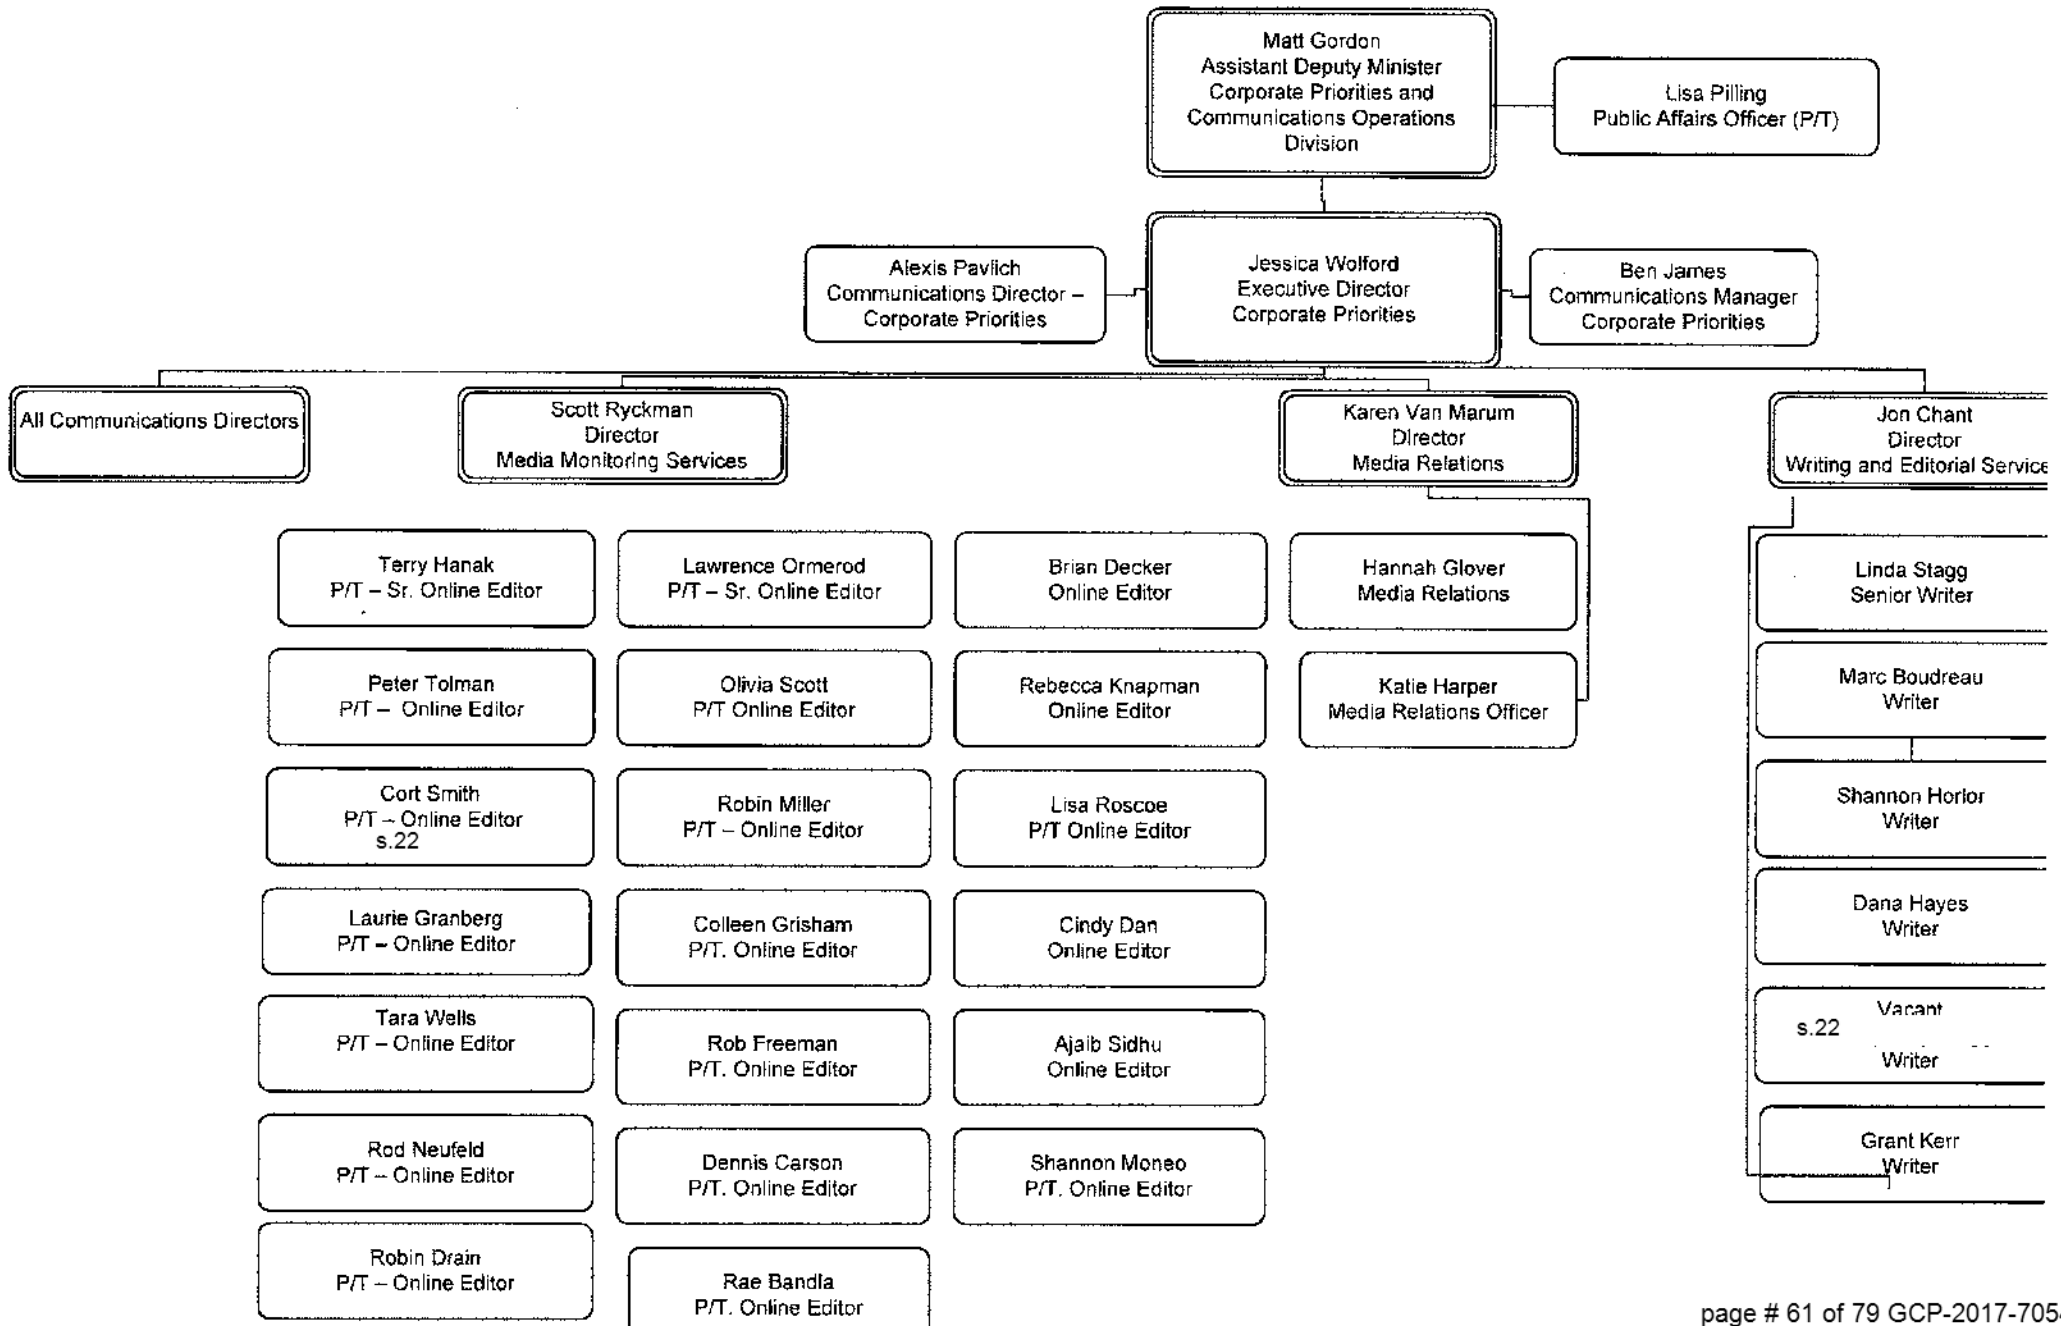 Matt Gordon
Assistant Deputy Minister
Corporate Priorities and
Communications Operations
Division
Lisa Pilling
Public Affairs Officer (P/T)
Alexis Pavlich
Communications Director –
Corporate Priorities
Jessica Wolford
Executive Director
Corporate Priorities
Ben James
Communications Manager
Corporate Priorities
All Communications Directors
Scott Ryckman
Director
Media Monitoring Services
Karen Van Marum
Director
Media Relations
Jon Chant
Director
Writing and Editorial Service
Terry Hanak
P/T – Sr. Online Editor
Lawrence Ormerod
P/T – Sr. Online Editor
Brian Decker
Online Editor
Hannah Glover
Media Relations
Linda Stagg
Senior Writer
Peter Tolman
P/T – Online Editor
Olivia Scott
P/T Online Editor
Rebecca Knapman
Online Editor
Katie Harper
Media Relations Officer
Marc Boudreau
Writer
Cort Smith
P/T – Online Editor
s.22
Robin Miller
P/T – Online Editor
Lisa Roscoe
P/T Online Editor
Shannon Horlor
Writer
Laurie Granberg
P/T – Online Editor
Colleen Grisham
P/T. Online Editor
Cindy Dan
Online Editor
Dana Hayes
Writer
Tara Wells
P/T – Online Editor
Rob Freeman
P/T. Online Editor
Ajaib Sidhu
Online Editor
Vacant
s.22
Writer
Rod Neufeld
P/T – Online Editor
Dennis Carson
P/T. Online Editor
Shannon Moneo
P/T. Online Editor
Grant Kerr
Writer
Robin Drain
P/T – Online Editor
Rae Bandla
P/T. Online Editor
page # 61 of 79 GCP-2017-705